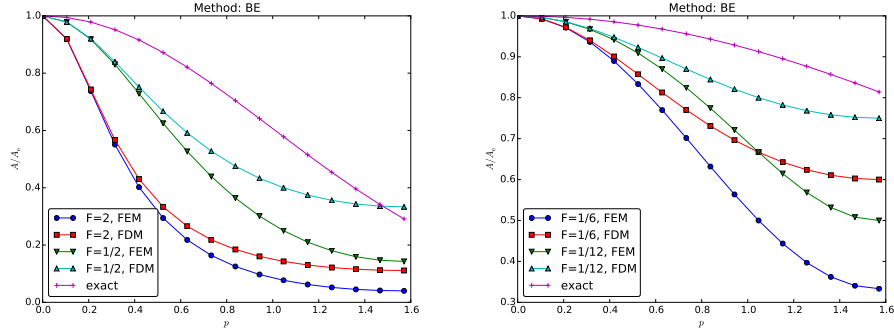 Method: BE
1.0
0.8
0.6
0.4
0.2
0.0
A/A_e
F=2, FEM
F=2, FDM
F=1/2, FEM
F=1/2, FDM
exact
0.0 0.2 0.4 0.6 0.8 1.0 1.2 1.4 1.6
p
Method: BE
1.0
0.9
0.8
0.7
0.6
0.5
0.4
0.3
A/A_e
F=1/6, FEM
F=1/6, FDM
F=1/12, FEM
F=1/12, FDM
exact
0.0 0.2 0.4 0.6 0.8 1.0 1.2 1.4 1.6
p